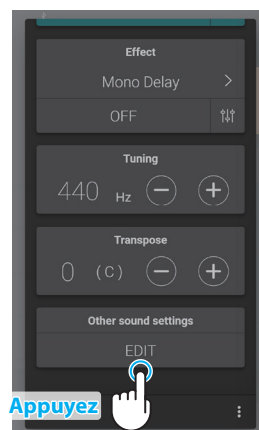 Effect
Mono Delay
OFF
Tuning
440 Hz
Transpose
0 (C)
Other sound settings
EDIT
Appuyez